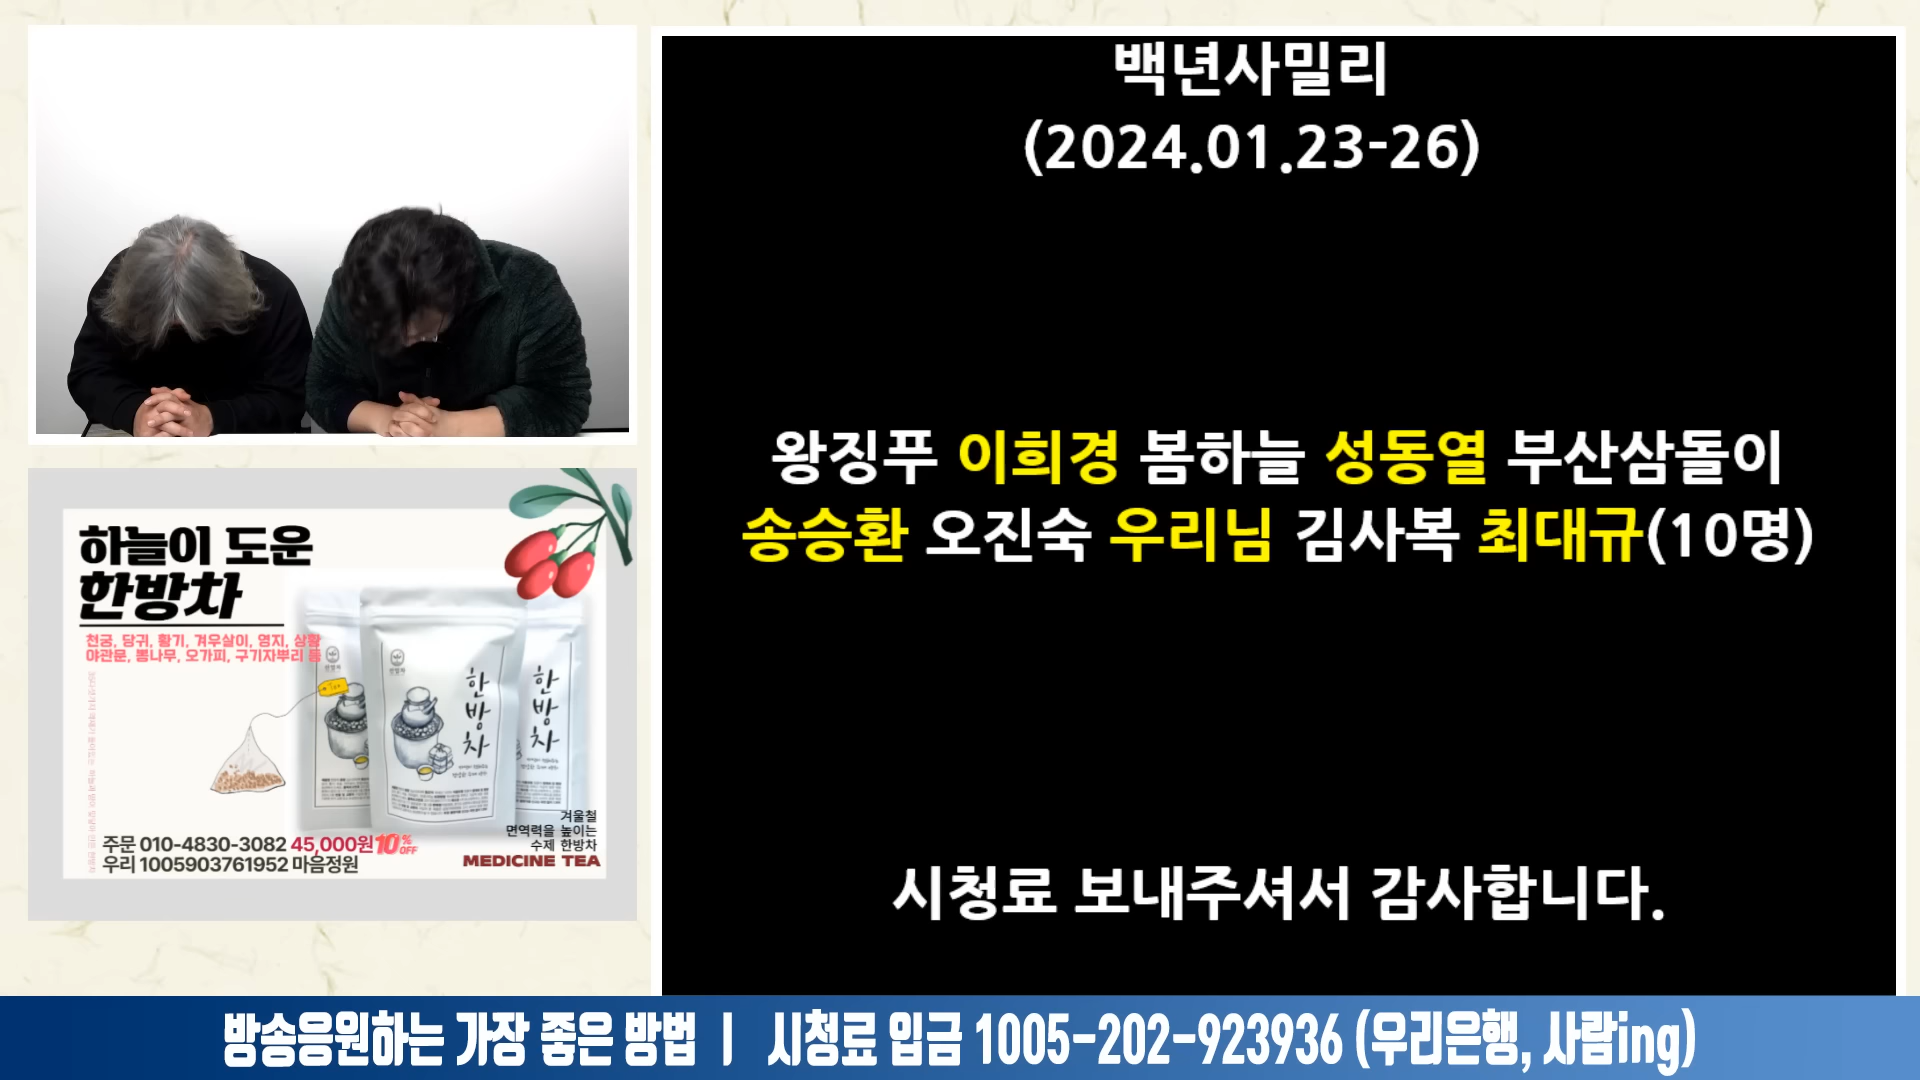 백년사밀리
(2024.01.23-26)
왕징푸 이희경 봄하늘 성동열 부산삼돌이
송승환 오진숙 우리님 김사복 최대규(10명)
시청료 보내주셔서 감사합니다.
하늘이 도운
한방차
천궁, 당귀, 황기, 겨우살이, 영지, 상황
야관문, 뽕나무, 오가피, 구기자뿌리 등
한방차
한방차
겨울철
면역력을 높이는
수제 한방차
MEDICINE TEA
주문 010-4830-3082 45,000원 10% OFF
우리 1005903761952 마음정원
방송응원하는 가장 좋은 방법 ㅣ 시청료 입금 1005-202-923936 (우리은행, 사람ing)